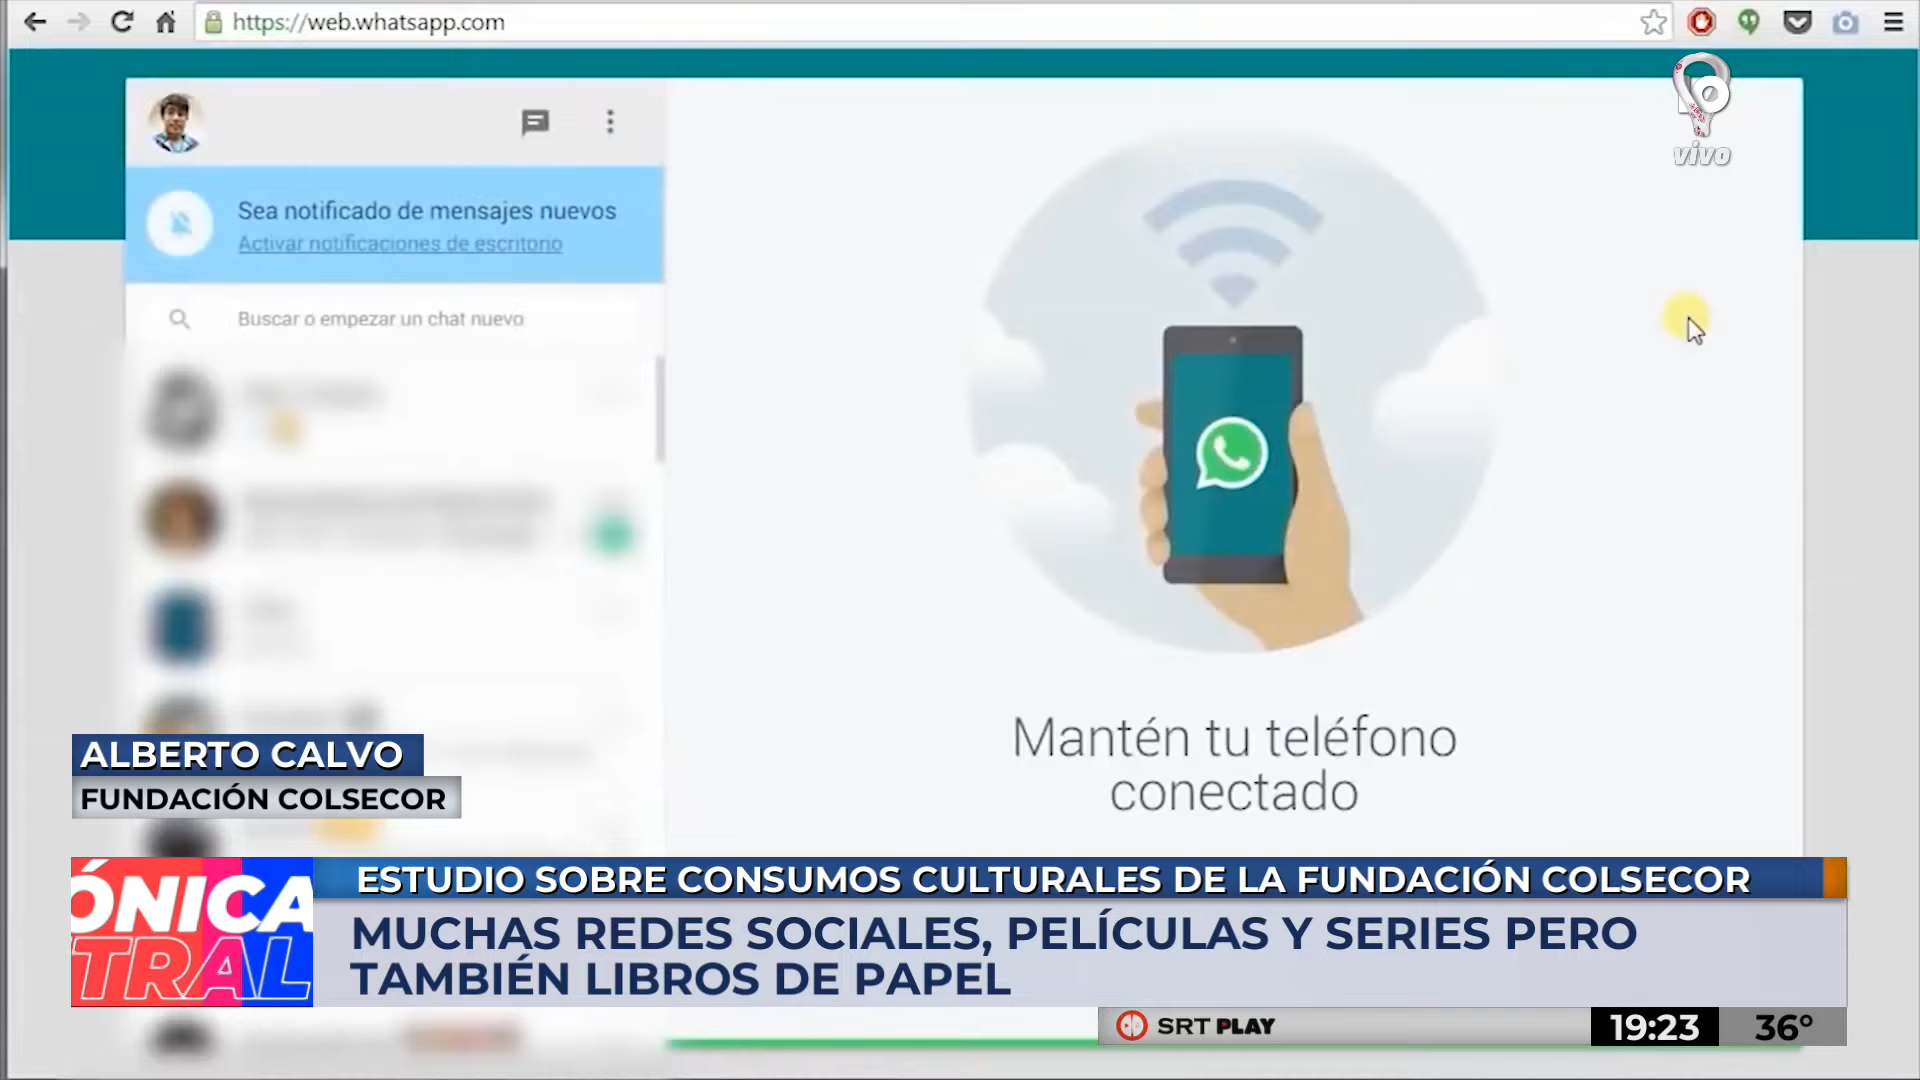 https://web.whatsapp.com
1O
vivo
Sea notificado de mensajes nuevos
Activar notificaciones de escritorio
Buscar o empezar un chat nuevo
Mantén tu teléfono
conectado
ALBERTO CALVO
FUNDACIÓN COLSECOR
ÓNICA
TRAL
ESTUDIO SOBRE CONSUMOS CULTURALES DE LA FUNDACIÓN COLSECOR
MUCHAS REDES SOCIALES, PELÍCULAS Y SERIES PERO
TAMBIÉN LIBROS DE PAPEL
SRT PLAY
19:23
36°